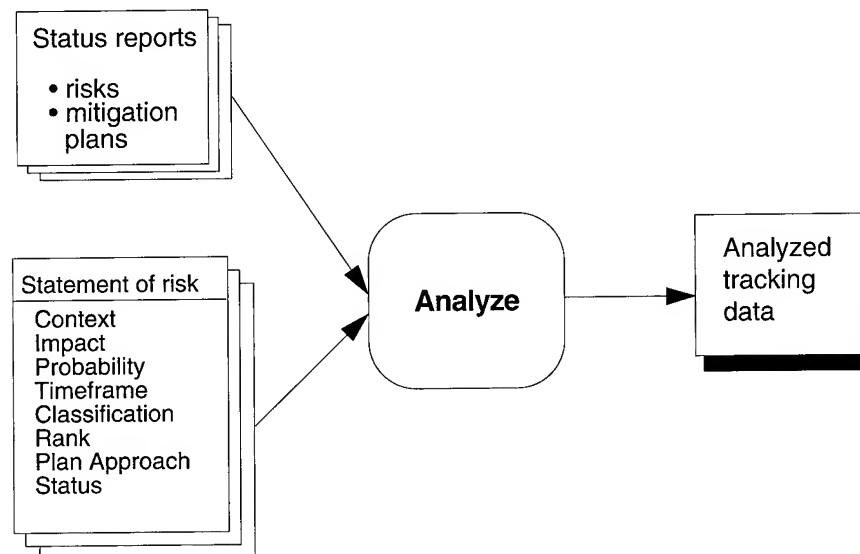 Status reports
• risks
• mitigation
plans
Statement of risk
Context
Impact
Probability
Timeframe
Classification
Rank
Plan Approach
Status
Analyze
Analyzed
tracking
data